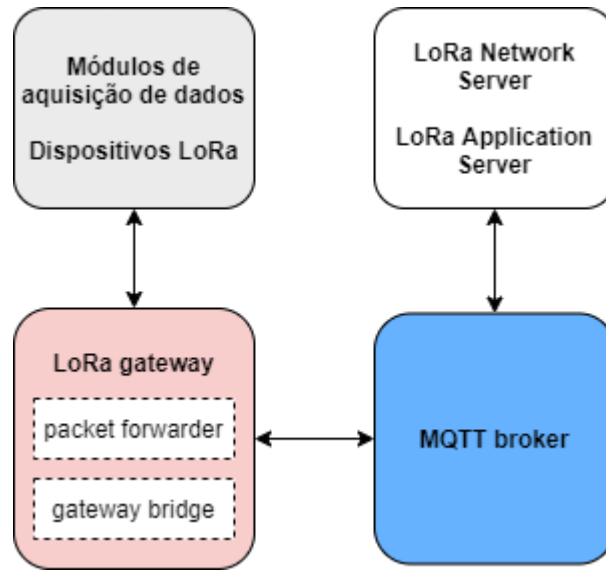 Módulos de
aquisição de dados
Dispositivos LoRa
LoRa Network
Server
LoRa Application
Server
LoRa gateway
packet forwarder
gateway bridge
MQTT broker